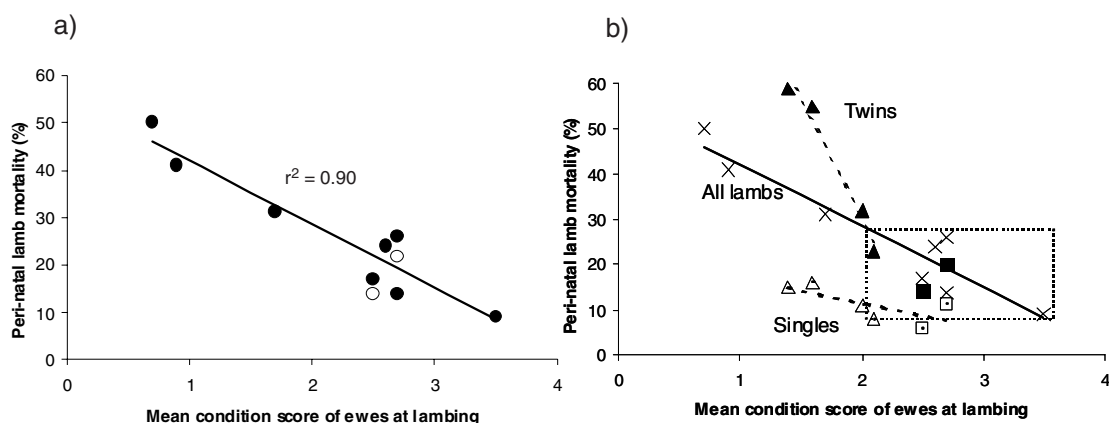 a)
60
50
40
30
20
10
0
Peri-natal lamb mortality (%)
r² = 0.90
0 1 2 3 4
Mean condition score of ewes at lambing
b)
60
50
40
30
20
10
0
Peri-natal lamb mortality (%)
Twins
All lambs
Singles
0 1 2 3 4
Mean condition score of ewes at lambing